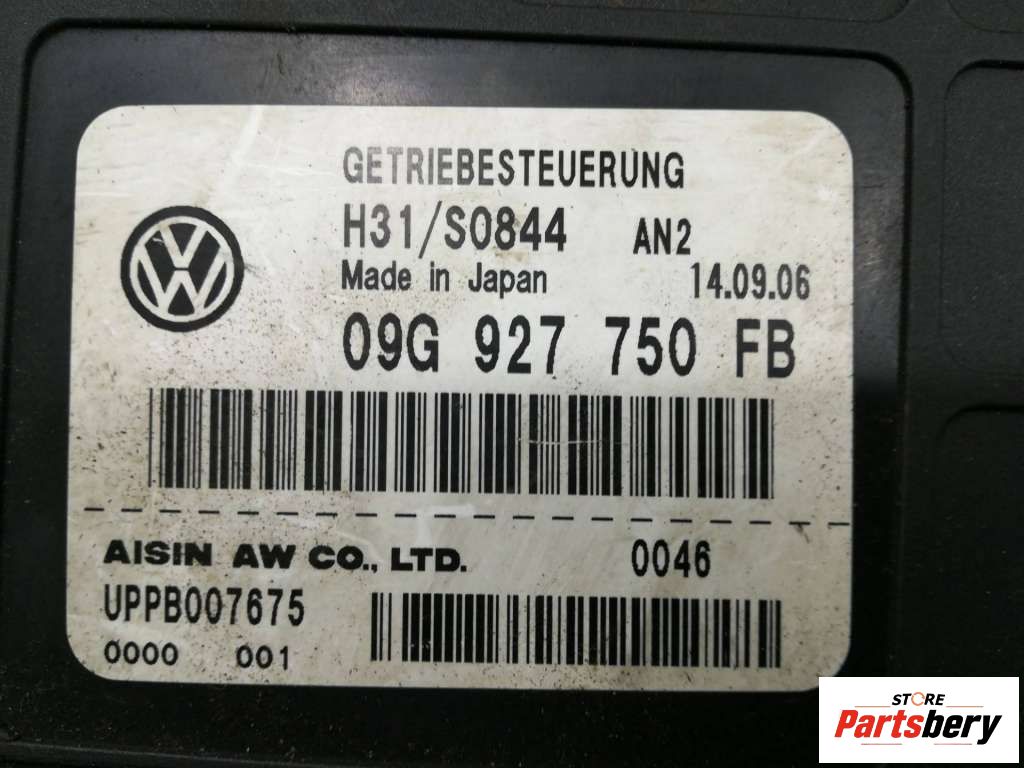 GETRIEBESTEUERUNG
H31/S0844 AN2
Made in Japan 14.09.06
09G 927 750 FB
AISIN AW CO., LTD. 0046
UPPB007675
0000 001
STORE
Partsbery